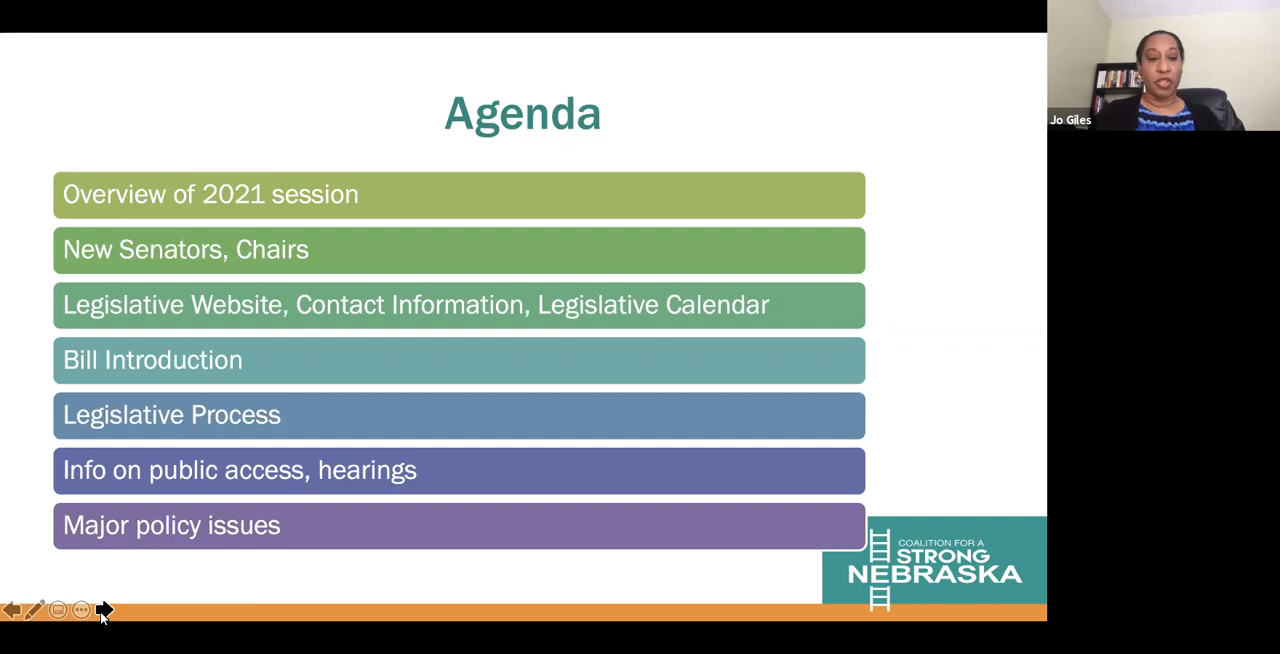 Agenda
Overview of 2021 session
New Senators, Chairs
Legislative Website, Contact Information, Legislative Calendar
Bill Introduction
Legislative Process
Info on public access, hearings
Major policy issues
COALITION FOR A
STRONG
NEBRASKA
Jo Giles